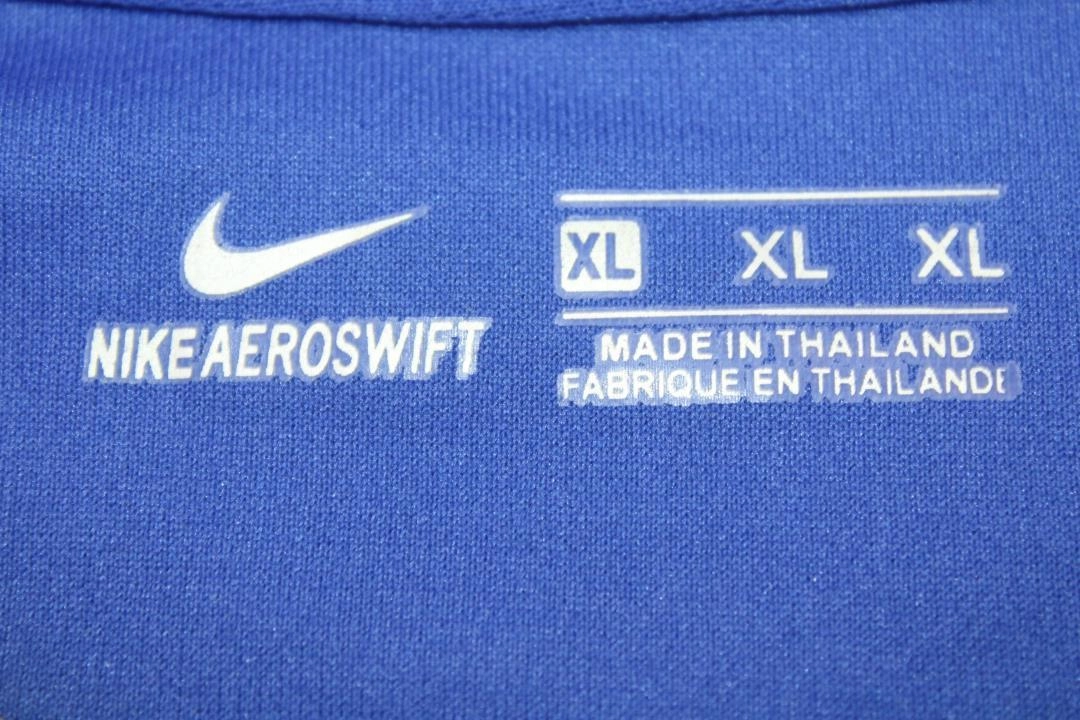 NIKE AEROSWIFT
XL XL XL
MADE IN THAILAND
FABRIQUE EN THAILANDE